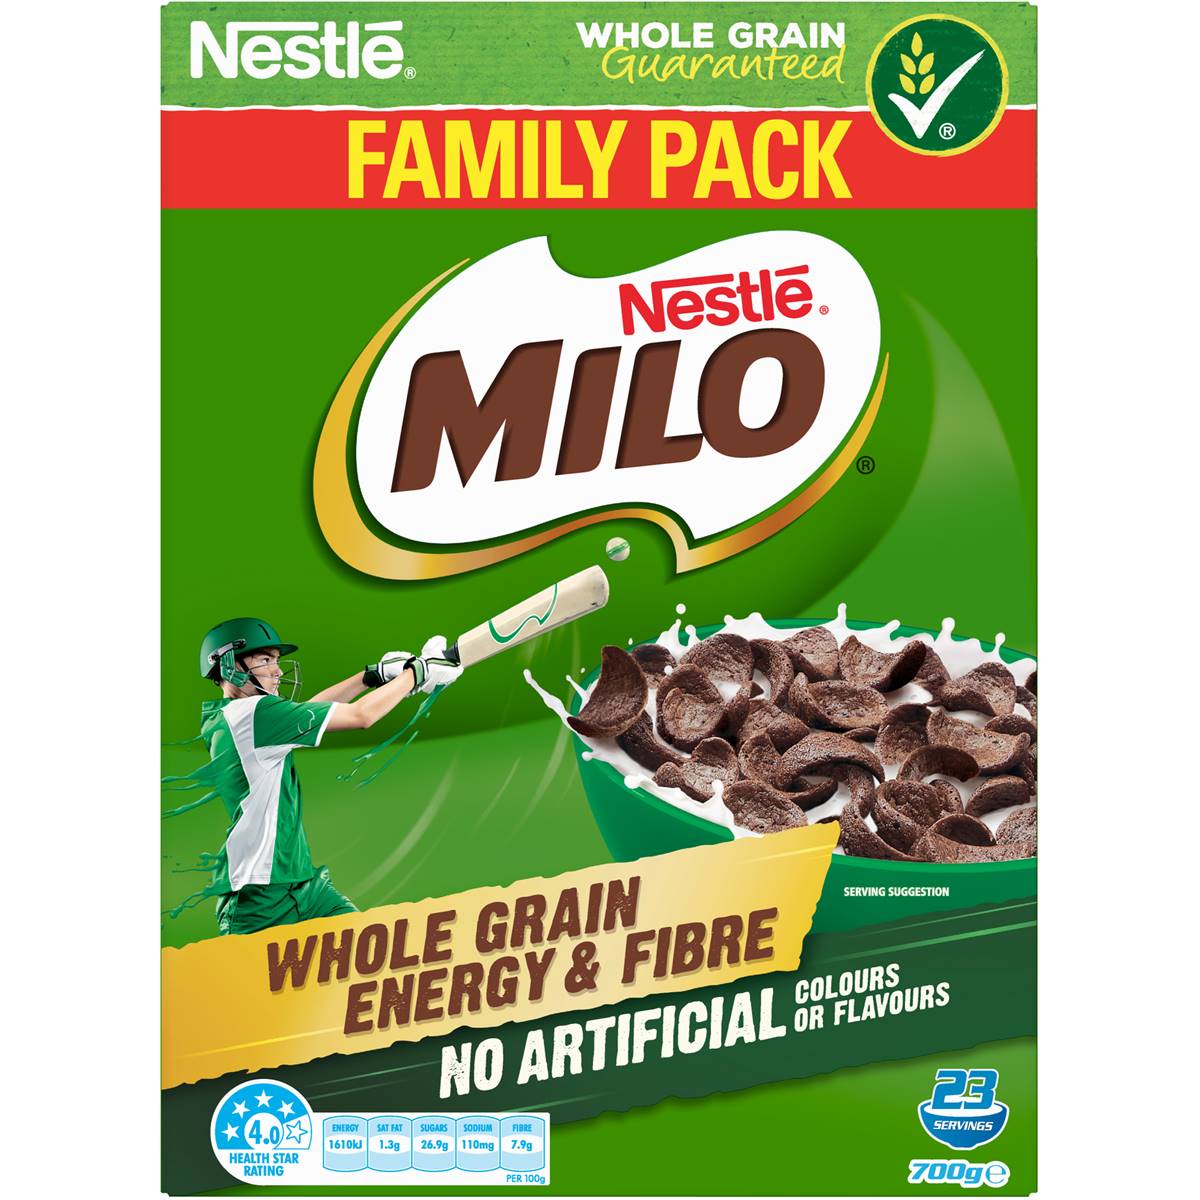 Nestlé®
WHOLE GRAIN
Guaranteed
®
FAMILY PACK
Nestlé®
MILO
®
SERVING SUGGESTION
WHOLE GRAIN
ENERGY & FIBRE
NO ARTIFICIAL COLOURS
OR FLAVOURS
4.0
HEALTH STAR
RATING
ENERGY SAT FAT SUGARS SODIUM FIBRE
1610kJ 1.3g 26.9g 110mg 7.9g
PER 100g
23
SERVINGS
700g℮